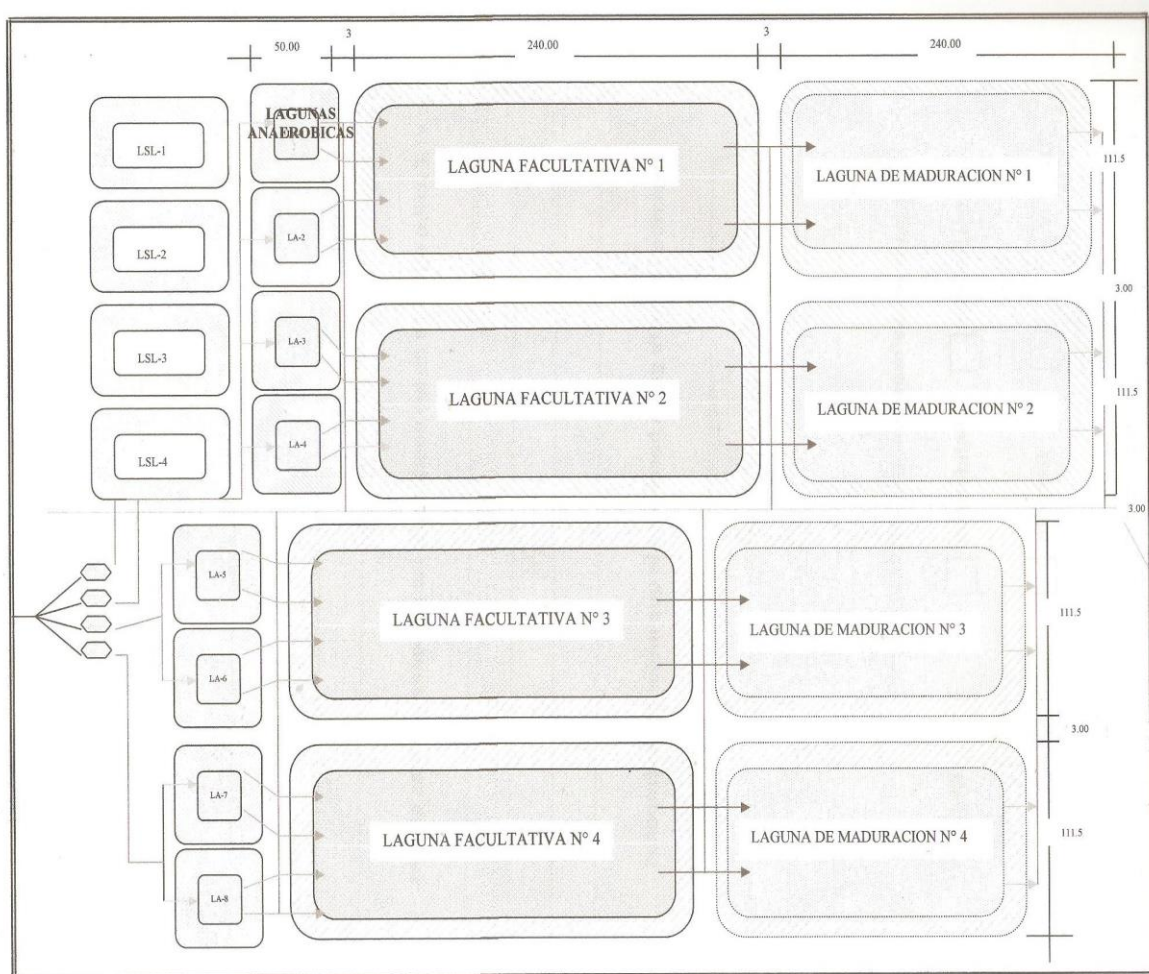 3
3
50.00
240.00
240.00
LAGUNAS
ANAEROBICAS
LSL-1
LAGUNA FACULTATIVA N° 1
LAGUNA DE MADURACION N° 1
111.5
LSL-2
LA-2
3.00
LSL-3
LA-3
LAGUNA FACULTATIVA N° 2
LAGUNA DE MADURACION N° 2
111.5
LSL-4
LA-4
3.00
LA-5
LAGUNA FACULTATIVA N° 3
LAGUNA DE MADURACION N° 3
111.5
LA-6
3.00
LA-7
LAGUNA FACULTATIVA N° 4
LAGUNA DE MADURACION N° 4
111.5
LA-8